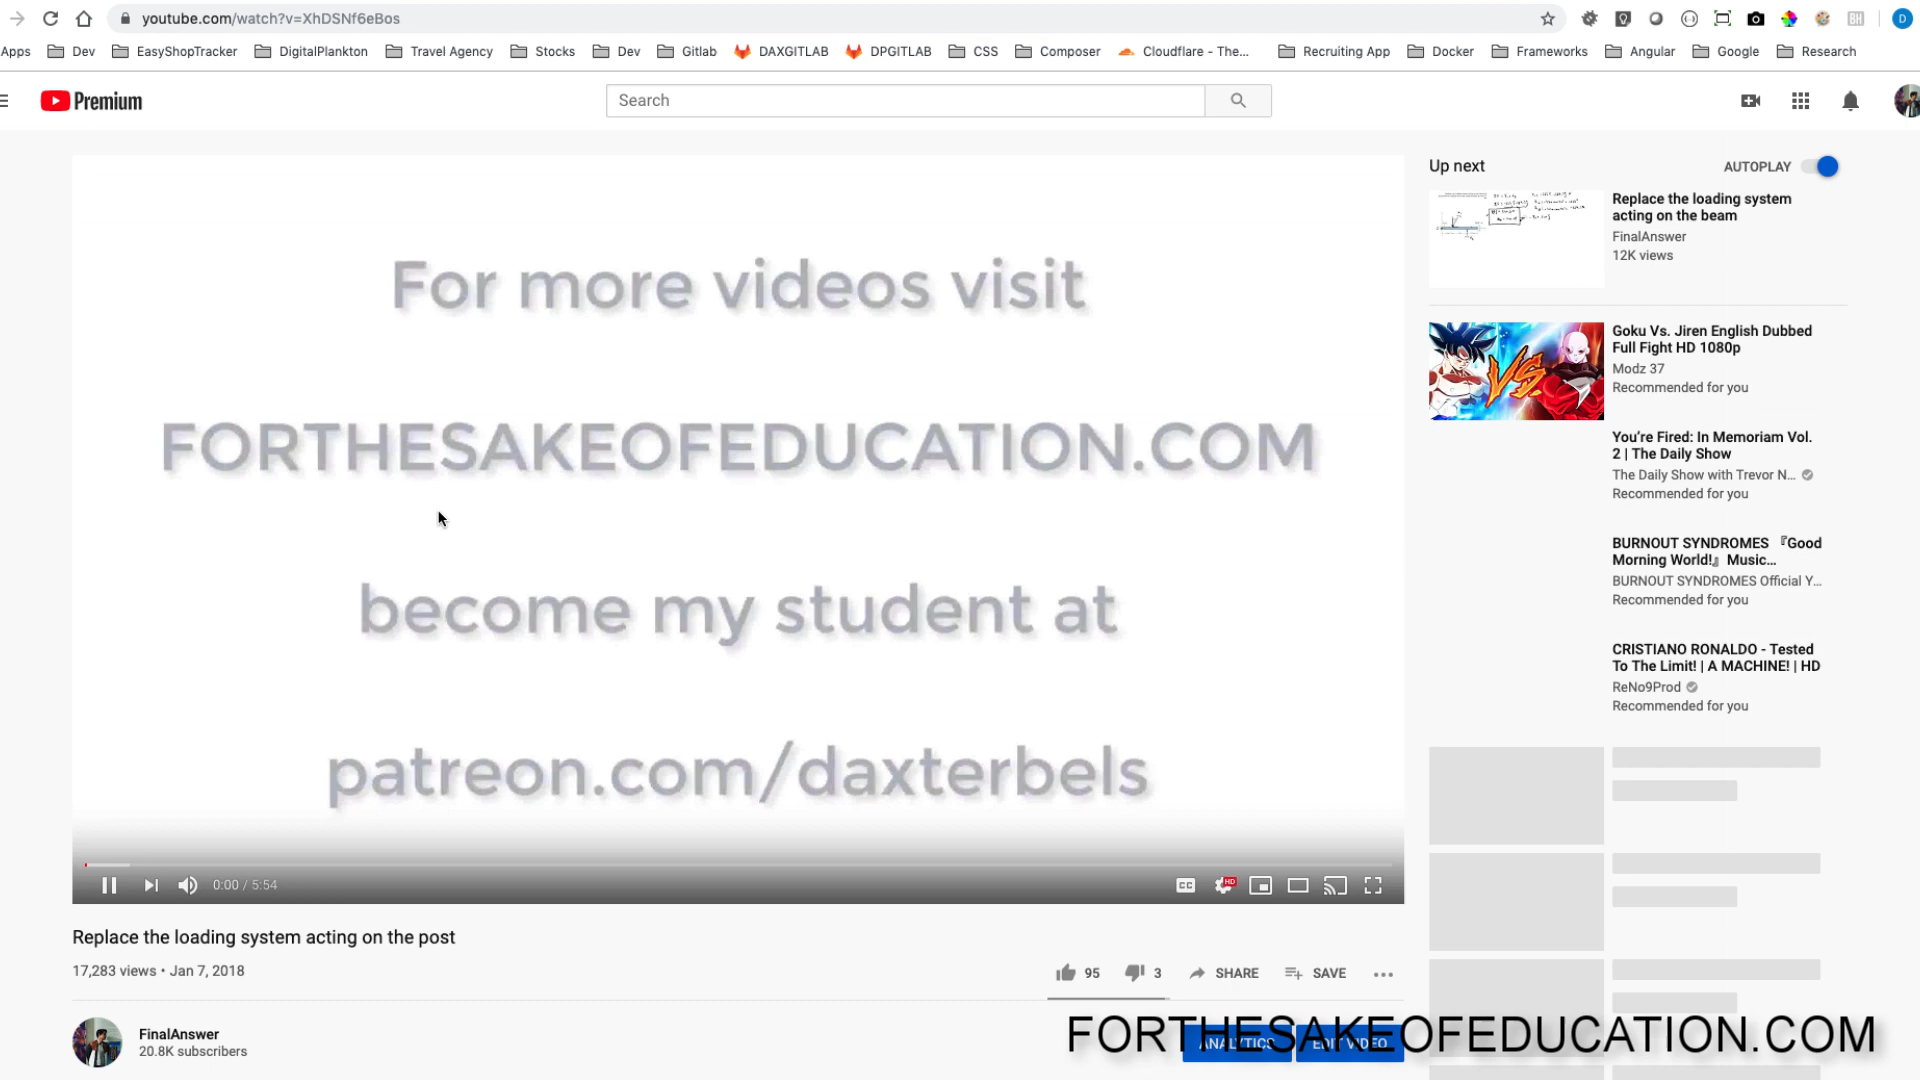 youtube.com/watch?v=XhDSNf6eBos
Apps Dev EasyShopTracker DigitalPlankton Travel Agency Stocks Dev Gitlab DAXGITLAB DPGITLAB CSS Composer Cloudflare - The... Recruiting App Docker Frameworks Angular Google Research
Premium
Search
For more videos visit
FORTHESAKEOFEDUCATION.COM
become my student at
patreon.com/daxterbels
0:00 / 5:54
CC
HD
Replace the loading system acting on the post
17,283 views • Jan 7, 2018
95
3
SHARE
SAVE
FinalAnswer
20.8K subscribers
ANALYTICS
EDIT VIDEO
Up next
AUTOPLAY
Replace the loading system
acting on the beam
FinalAnswer
12K views
VS.
Goku Vs. Jiren English Dubbed
Full Fight HD 1080p
Modz 37
Recommended for you
You're Fired: In Memoriam Vol.
2 | The Daily Show
The Daily Show with Trevor N...
Recommended for you
BURNOUT SYNDROMES 『Good
Morning World!』 Music...
BURNOUT SYNDROMES Official Y...
Recommended for you
CRISTIANO RONALDO - Tested
To The Limit! | A MACHINE! | HD
ReNo9Prod
Recommended for you
FORTHESAKEOFEDUCATION.COM